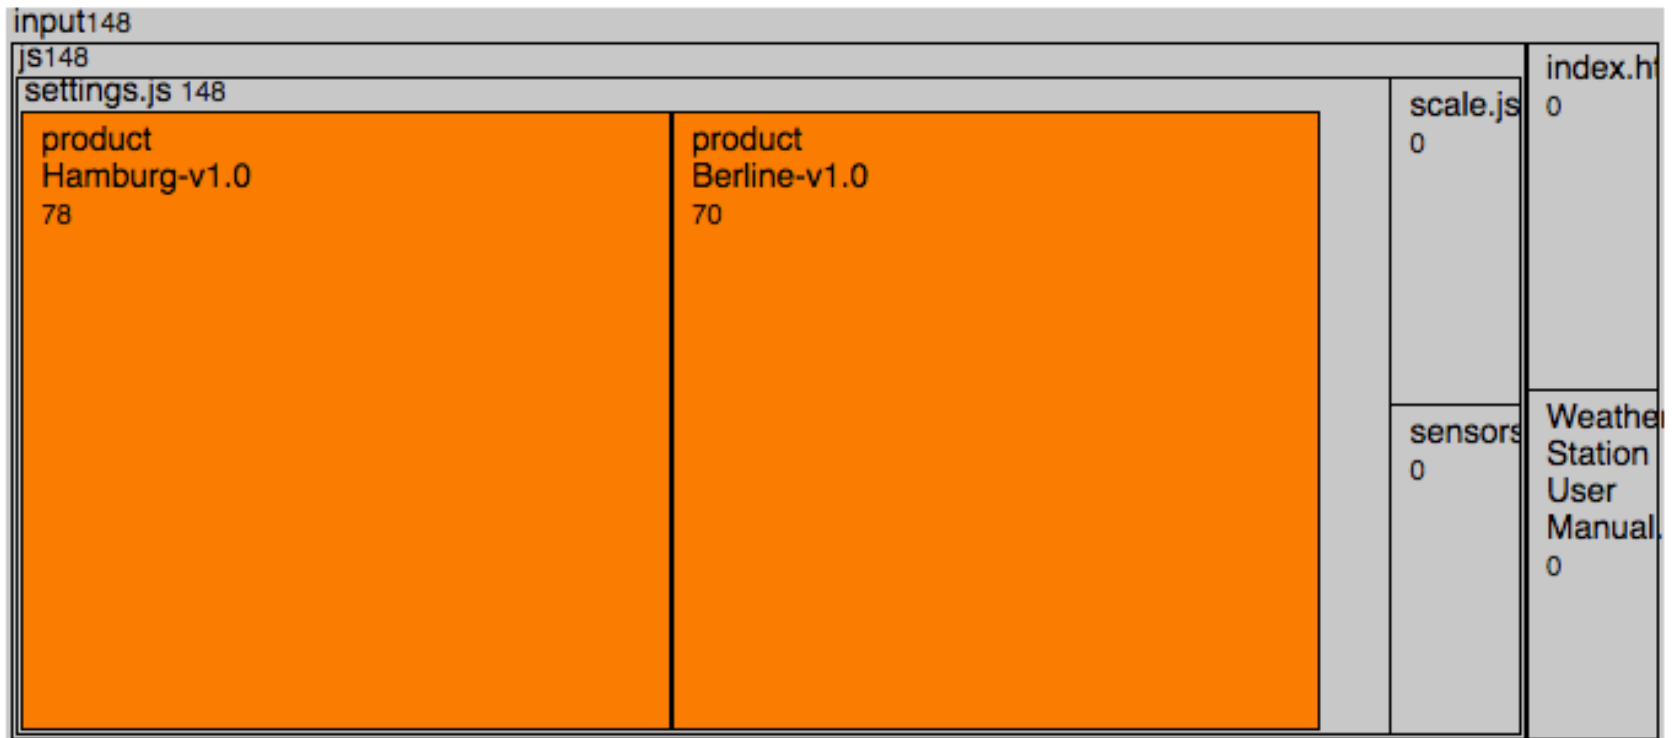 input148
js148
settings.js 148
product
Hamburg-v1.0
78
product
Berline-v1.0
70
scale.js
0
sensors
0
index.ht
0
Weather
Station
User
Manual.
0